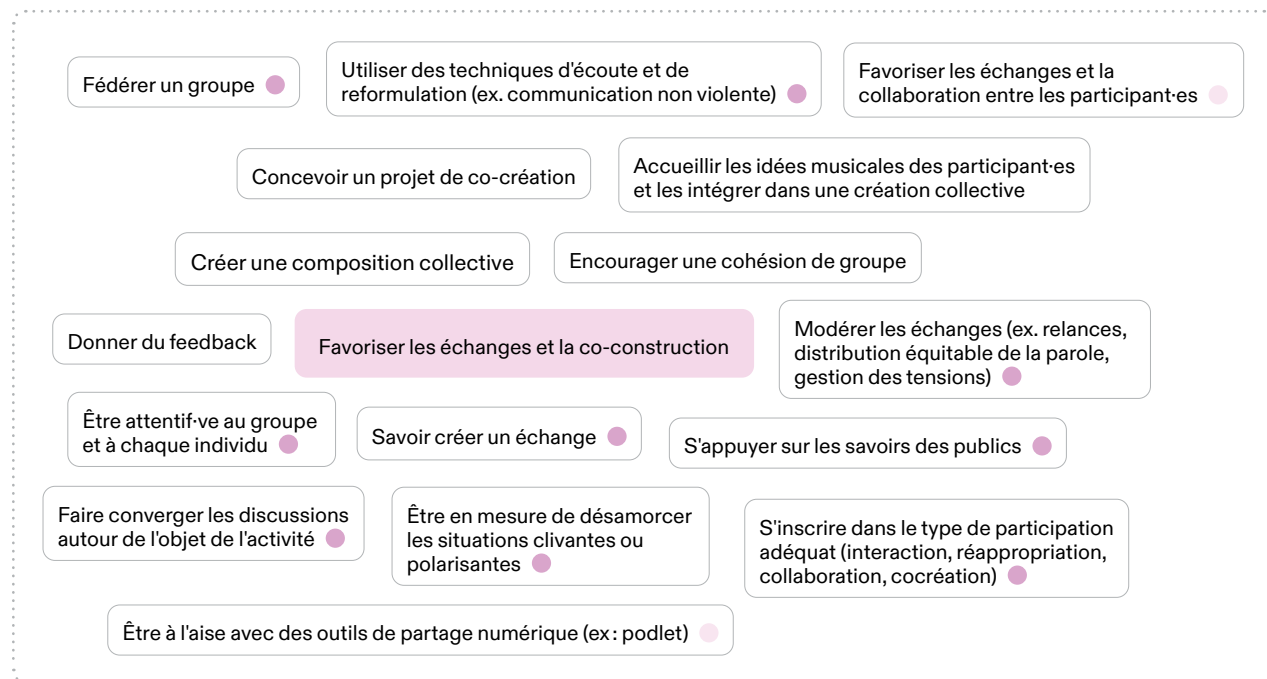 Fédérer un groupe
Utiliser des techniques d'écoute et de
reformulation (ex. communication non violente)
Favoriser les échanges et la
collaboration entre les participant·es
Concevoir un projet de co-création
Accueillir les idées musicales des participant·es
et les intégrer dans une création collective
Créer une composition collective
Encourager une cohésion de groupe
Donner du feedback
Favoriser les échanges et la co-construction
Modérer les échanges (ex. relances,
distribution équitable de la parole,
gestion des tensions)
Être attentif·ve au groupe
et à chaque individu
Savoir créer un échange
S'appuyer sur les savoirs des publics
Faire converger les discussions
autour de l'objet de l'activité
Être en mesure de désamorcer
les situations clivantes ou
polarisantes
S'inscrire dans le type de participation
adéquat (interaction, réappropriation,
collaboration, cocréation)
Être à l'aise avec des outils de partage numérique (ex : podlet)